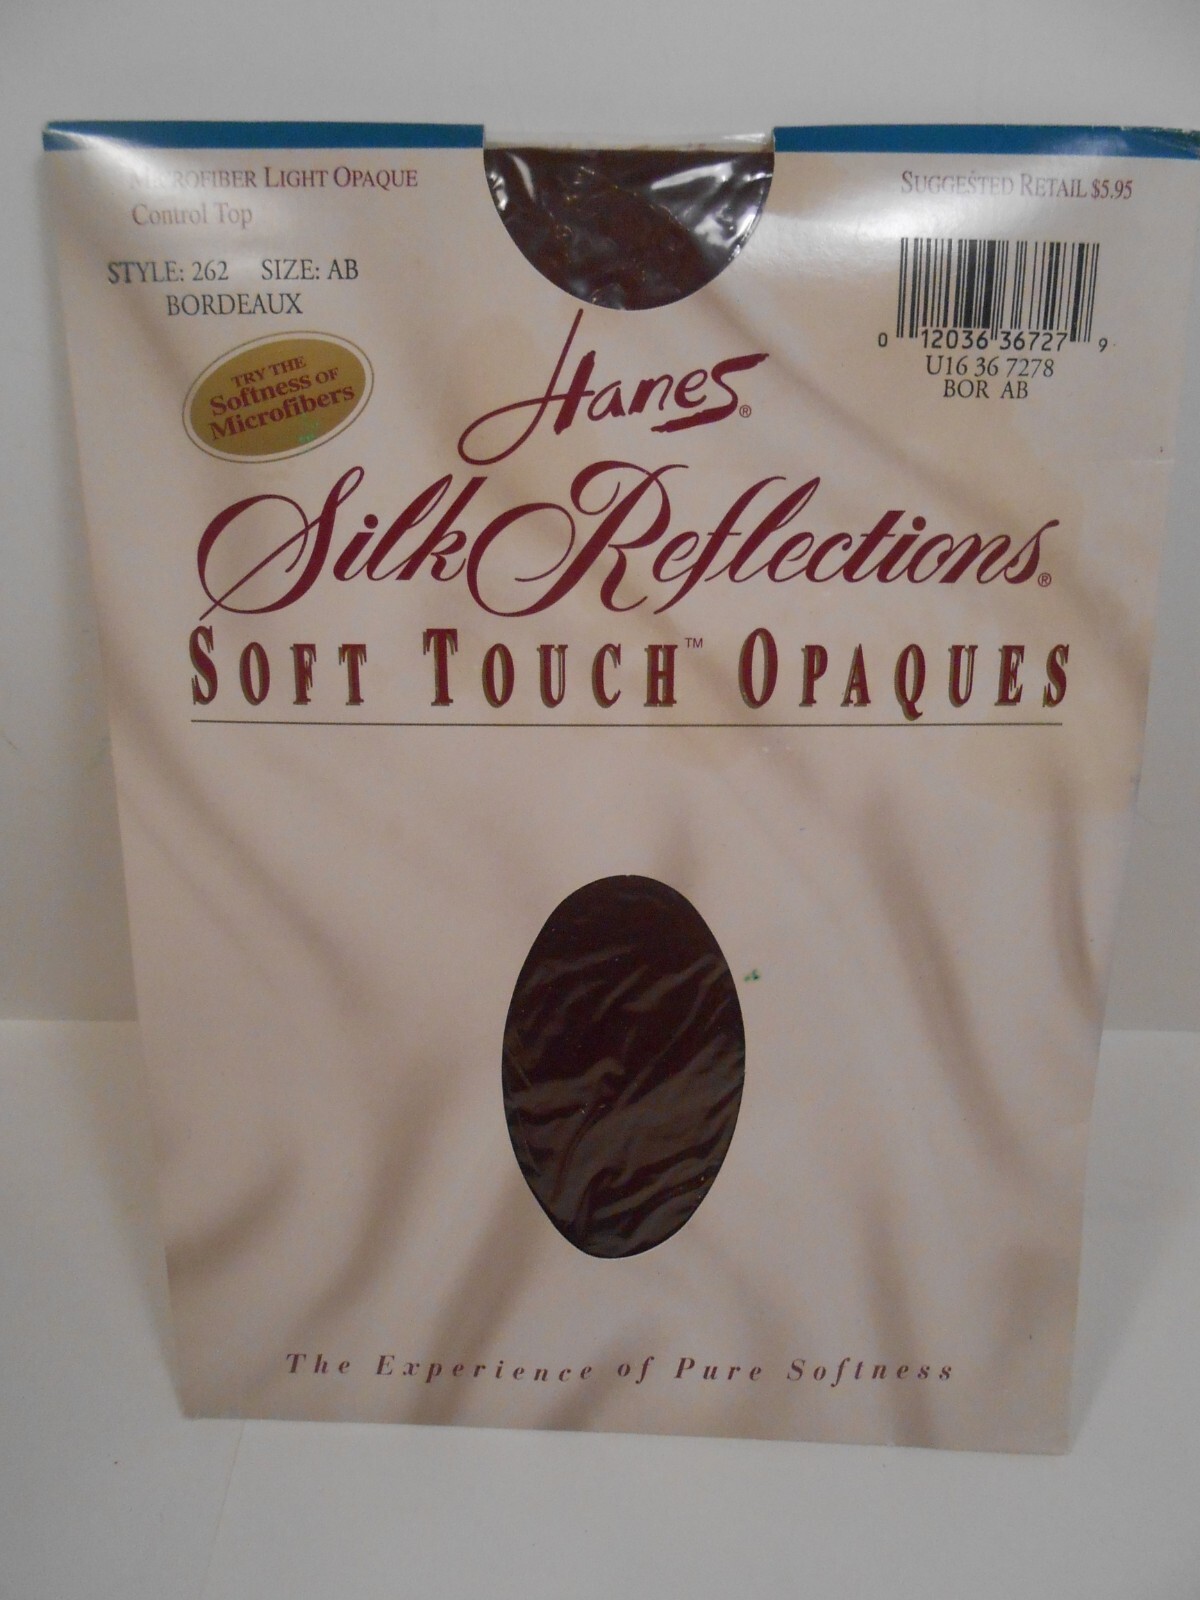 MICROFIBER LIGHT OPAQUE
Control Top
STYLE: 262 SIZE: AB
BORDEAUX
TRY THE
Softness OF
Microfibers
SUGGESTED RETAIL $5.95
0 12036 36727 9
U16 36 7278
BOR AB
Hanes®
Silk Reflections®
SOFT TOUCH™ OPAQUES
The Experience of Pure Softness